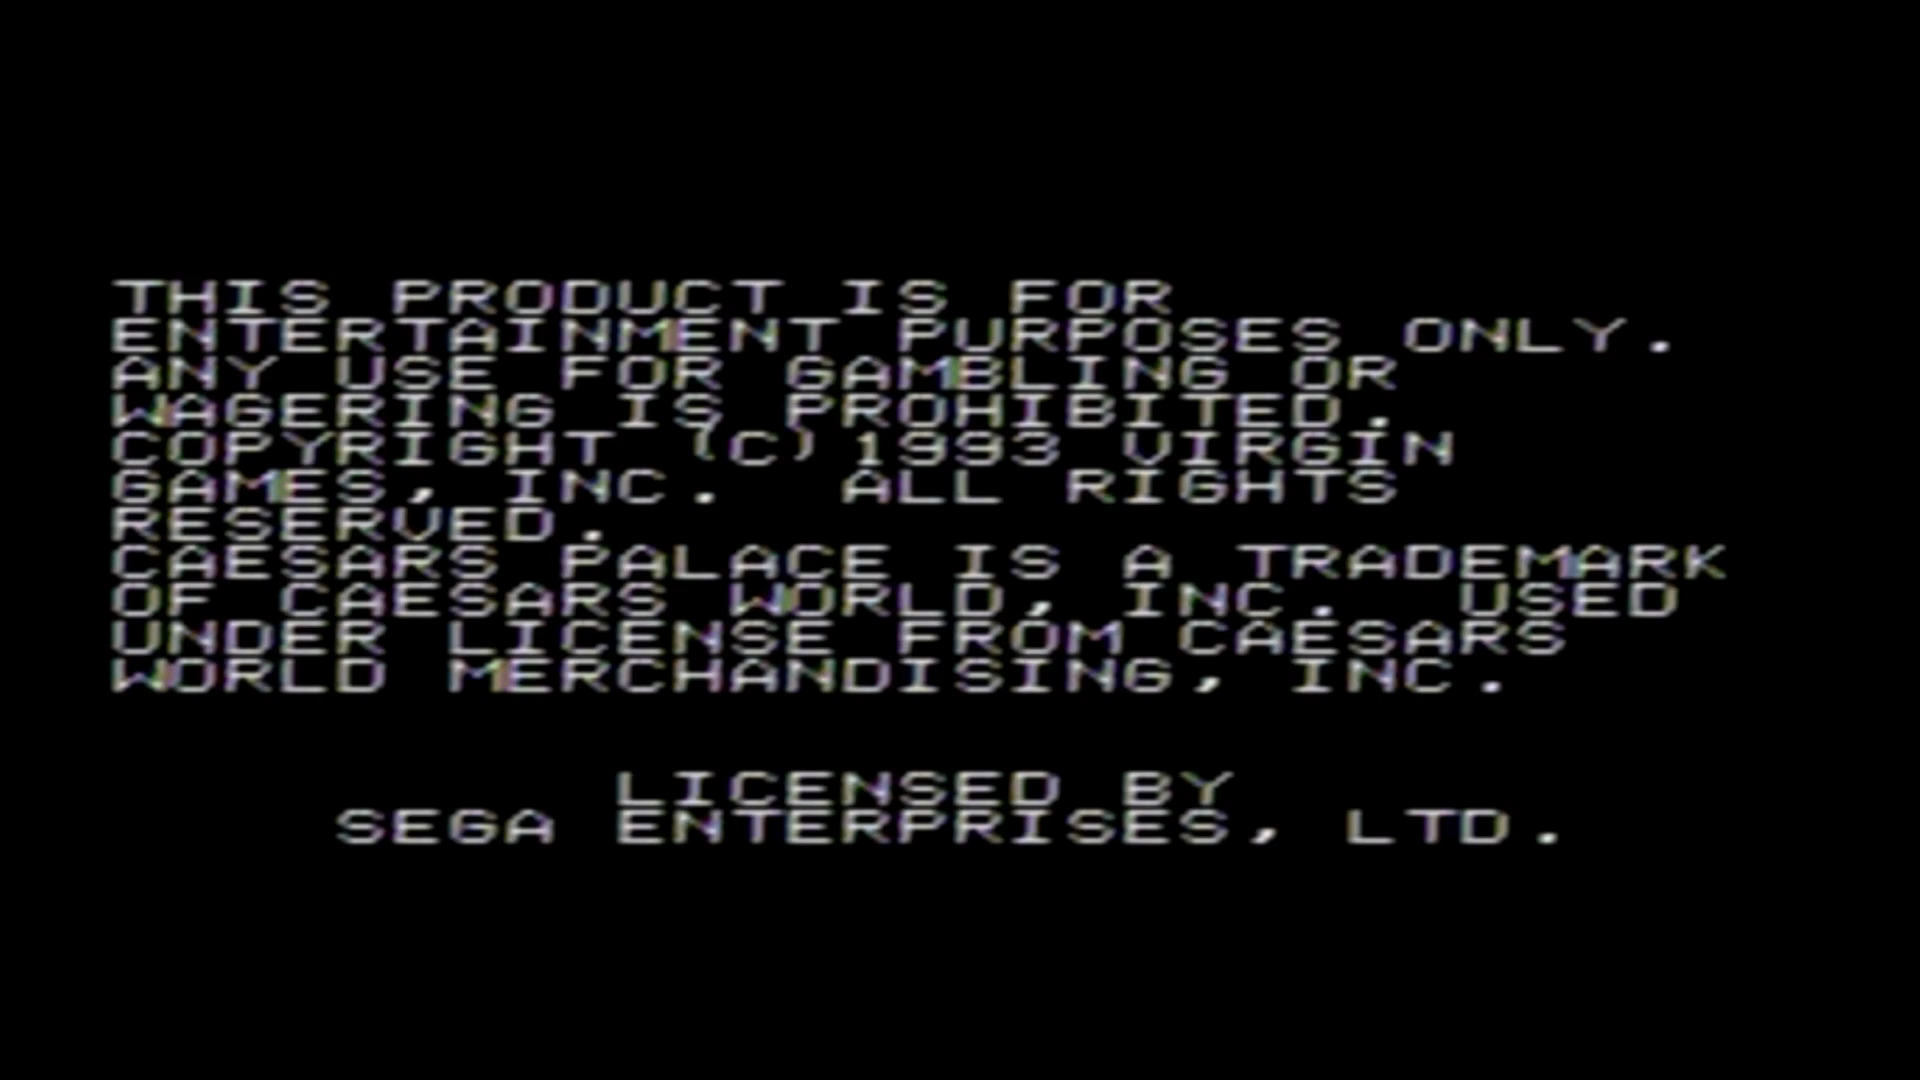 THIS PRODUCT IS FOR
ENTERTAINMENT PURPOSES ONLY.
ANY USE FOR GAMBLING OR
WAGERING IS PROHIBITED.
COPYRIGHT (C) 1993 VIRGIN
GAMES, INC.  ALL RIGHTS
RESERVED.
CAESARS PALACE IS A TRADEMARK
OF CAESARS WORLD, INC.  USED
UNDER LICENSE FROM CAESARS
WORLD MERCHANDISING, INC.
LICENSED BY
SEGA ENTERPRISES, LTD.